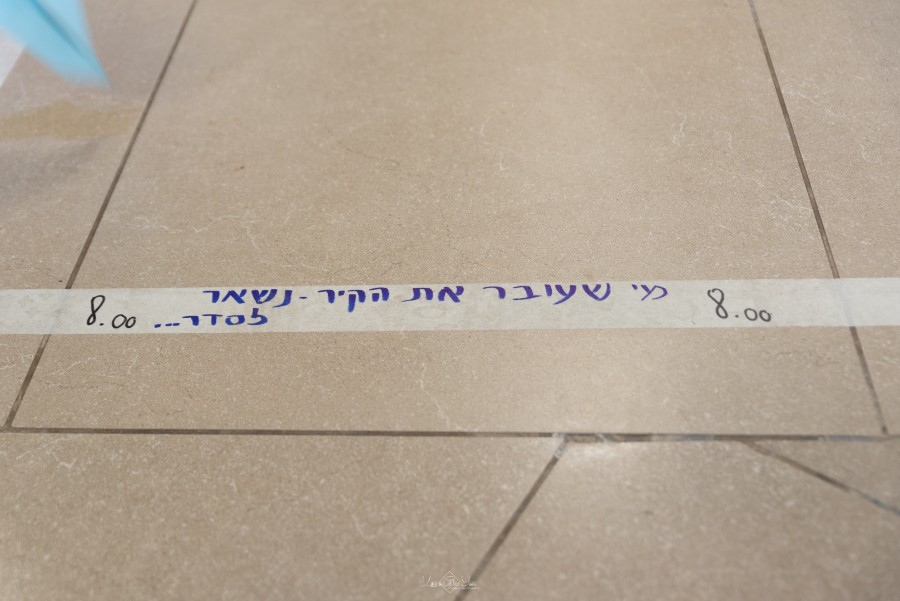 8.00 מי שעובר את הקיר - נשאר
לסדר... 8.00